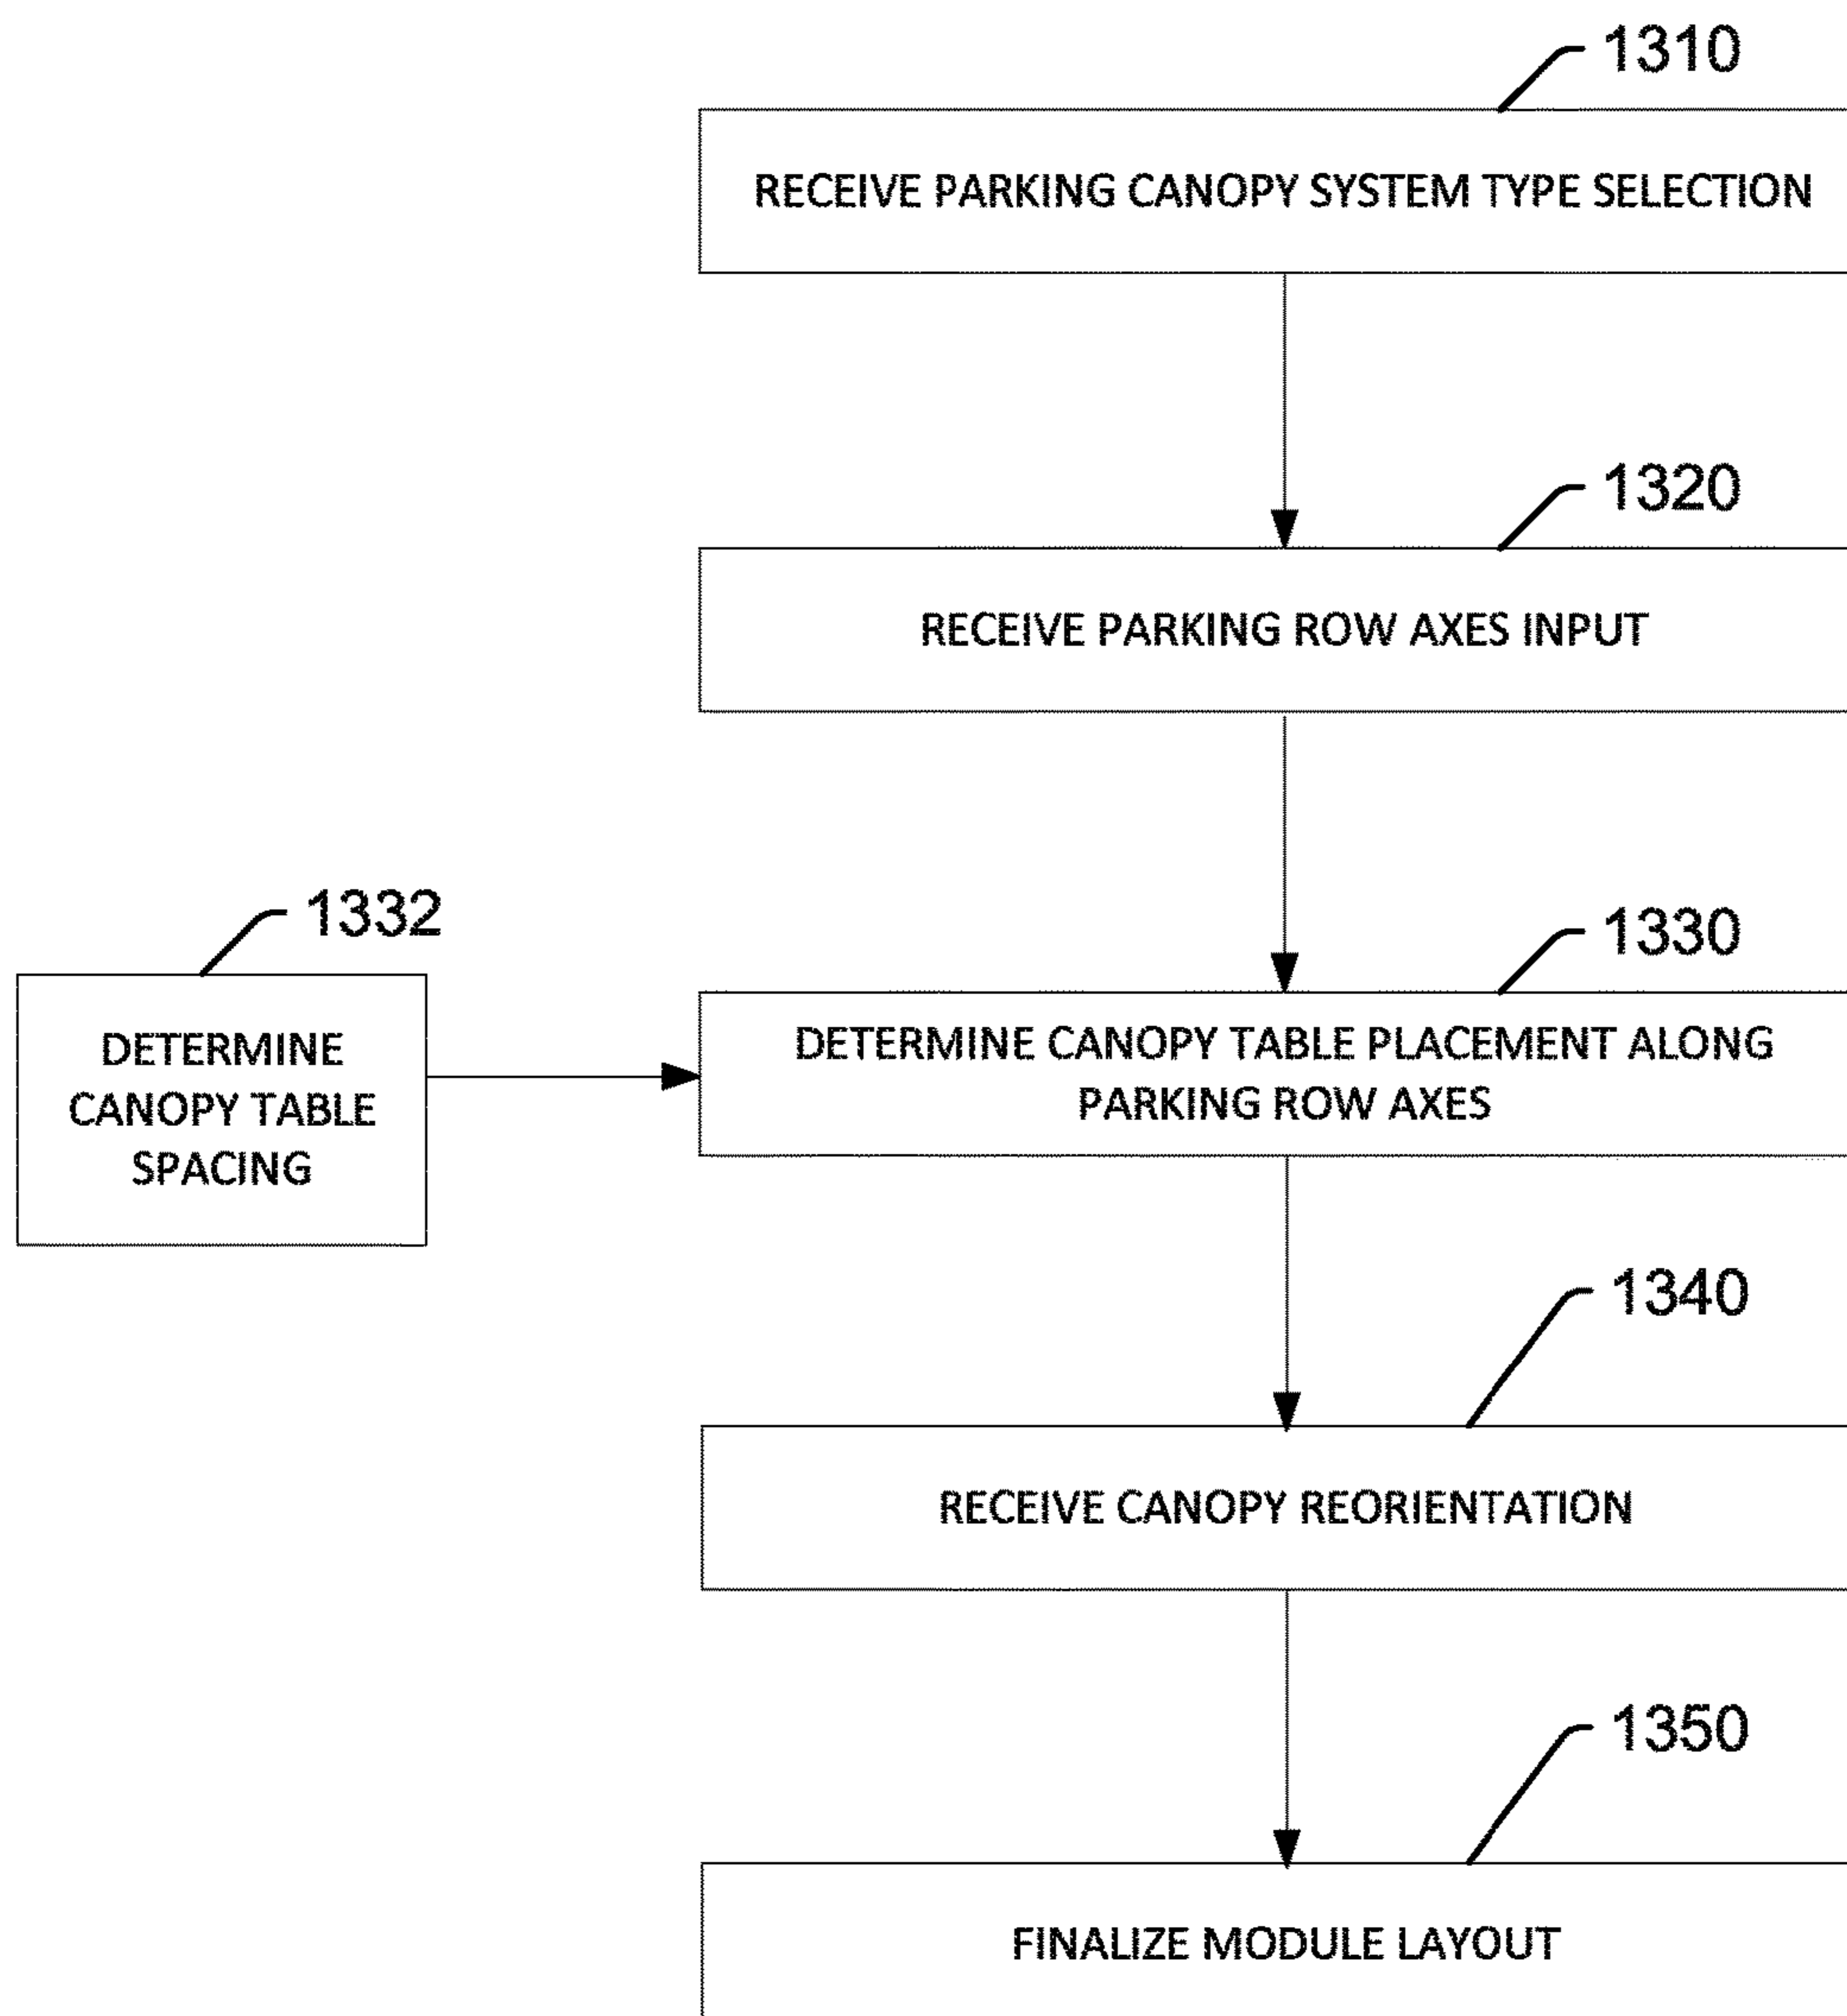 1310
RECEIVE PARKING CANOPY SYSTEM TYPE SELECTION
1320
RECEIVE PARKING ROW AXES INPUT
1332
1330
DETERMINE
CANOPY TABLE
SPACING
DETERMINE CANOPY TABLE PLACEMENT ALONG
PARKING ROW AXES
1340
RECEIVE CANOPY REORIENTATION
1350
FINALIZE MODULE LAYOUT